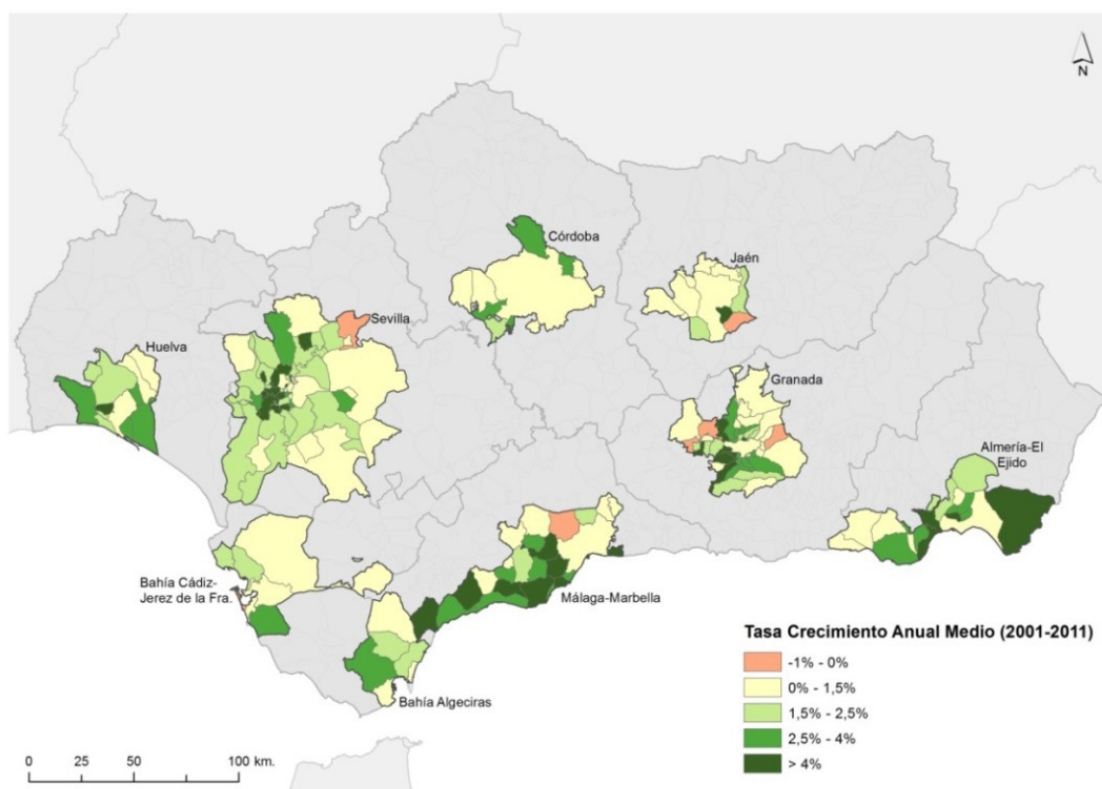 N
Córdoba
Jaén
Sevilla
Huelva
Granada
Almería-El
Ejido
Bahía Cádiz-
Jerez de la Fra.
Málaga-Marbella
Bahía Algeciras
Tasa Crecimiento Anual Medio (2001-2011)
-1% - 0%
0% - 1,5%
1,5% - 2,5%
2,5% - 4%
> 4%
0 25 50 100 km.